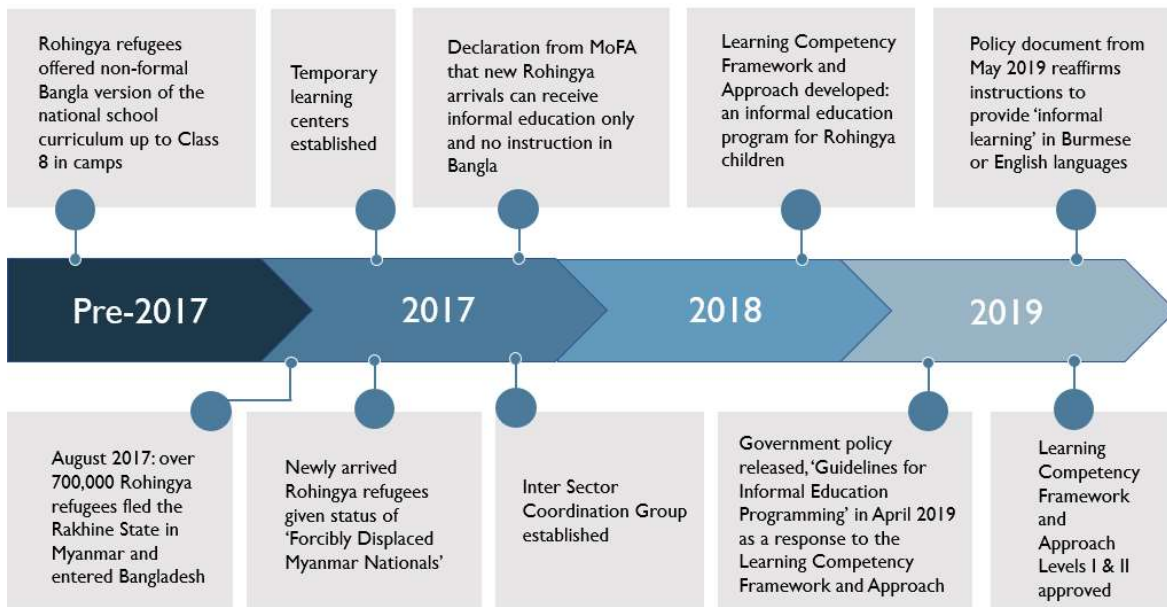 Rohingya refugees
offered non-formal
Bangla version of the
national school
curriculum up to Class
8 in camps
Temporary
learning
centers
established
Declaration from MoFA
that new Rohingya
arrivals can receive
informal education only
and no instruction in
Bangla
Learning Competency
Framework and
Approach developed:
an informal education
program for Rohingya
children
Policy document from
May 2019 reaffirms
instructions to
provide ‘informal
learning’ in Burmese
or English languages
Pre-2017
2017
2018
2019
August 2017: over
700,000 Rohingya
refugees fled the
Rakhine State in
Myanmar and
entered Bangladesh
Newly arrived
Rohingya refugees
given status of
‘Forcibly Displaced
Myanmar Nationals’
Inter Sector
Coordination Group
established
Government policy
released, ‘Guidelines for
Informal Education
Programming’ in April 2019
as a response to the
Learning Competency
Framework and Approach
Learning
Competency
Framework
and
Approach
Levels I & II
approved